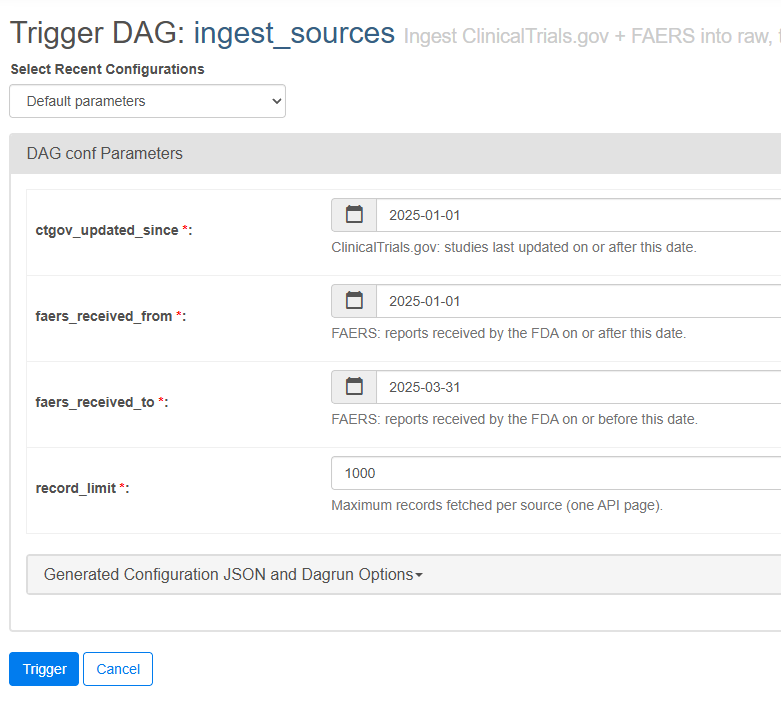 Trigger DAG: ingest_sources Ingest ClinicalTrials.gov + FAERS into raw,
Select Recent Configurations
Default parameters
DAG conf Parameters
ctgov_updated_since *:
2025-01-01
ClinicalTrials.gov: studies last updated on or after this date.
faers_received_from *:
2025-01-01
FAERS: reports received by the FDA on or after this date.
faers_received_to *:
2025-03-31
FAERS: reports received by the FDA on or before this date.
record_limit *:
1000
Maximum records fetched per source (one API page).
Generated Configuration JSON and Dagrun Options
Trigger
Cancel